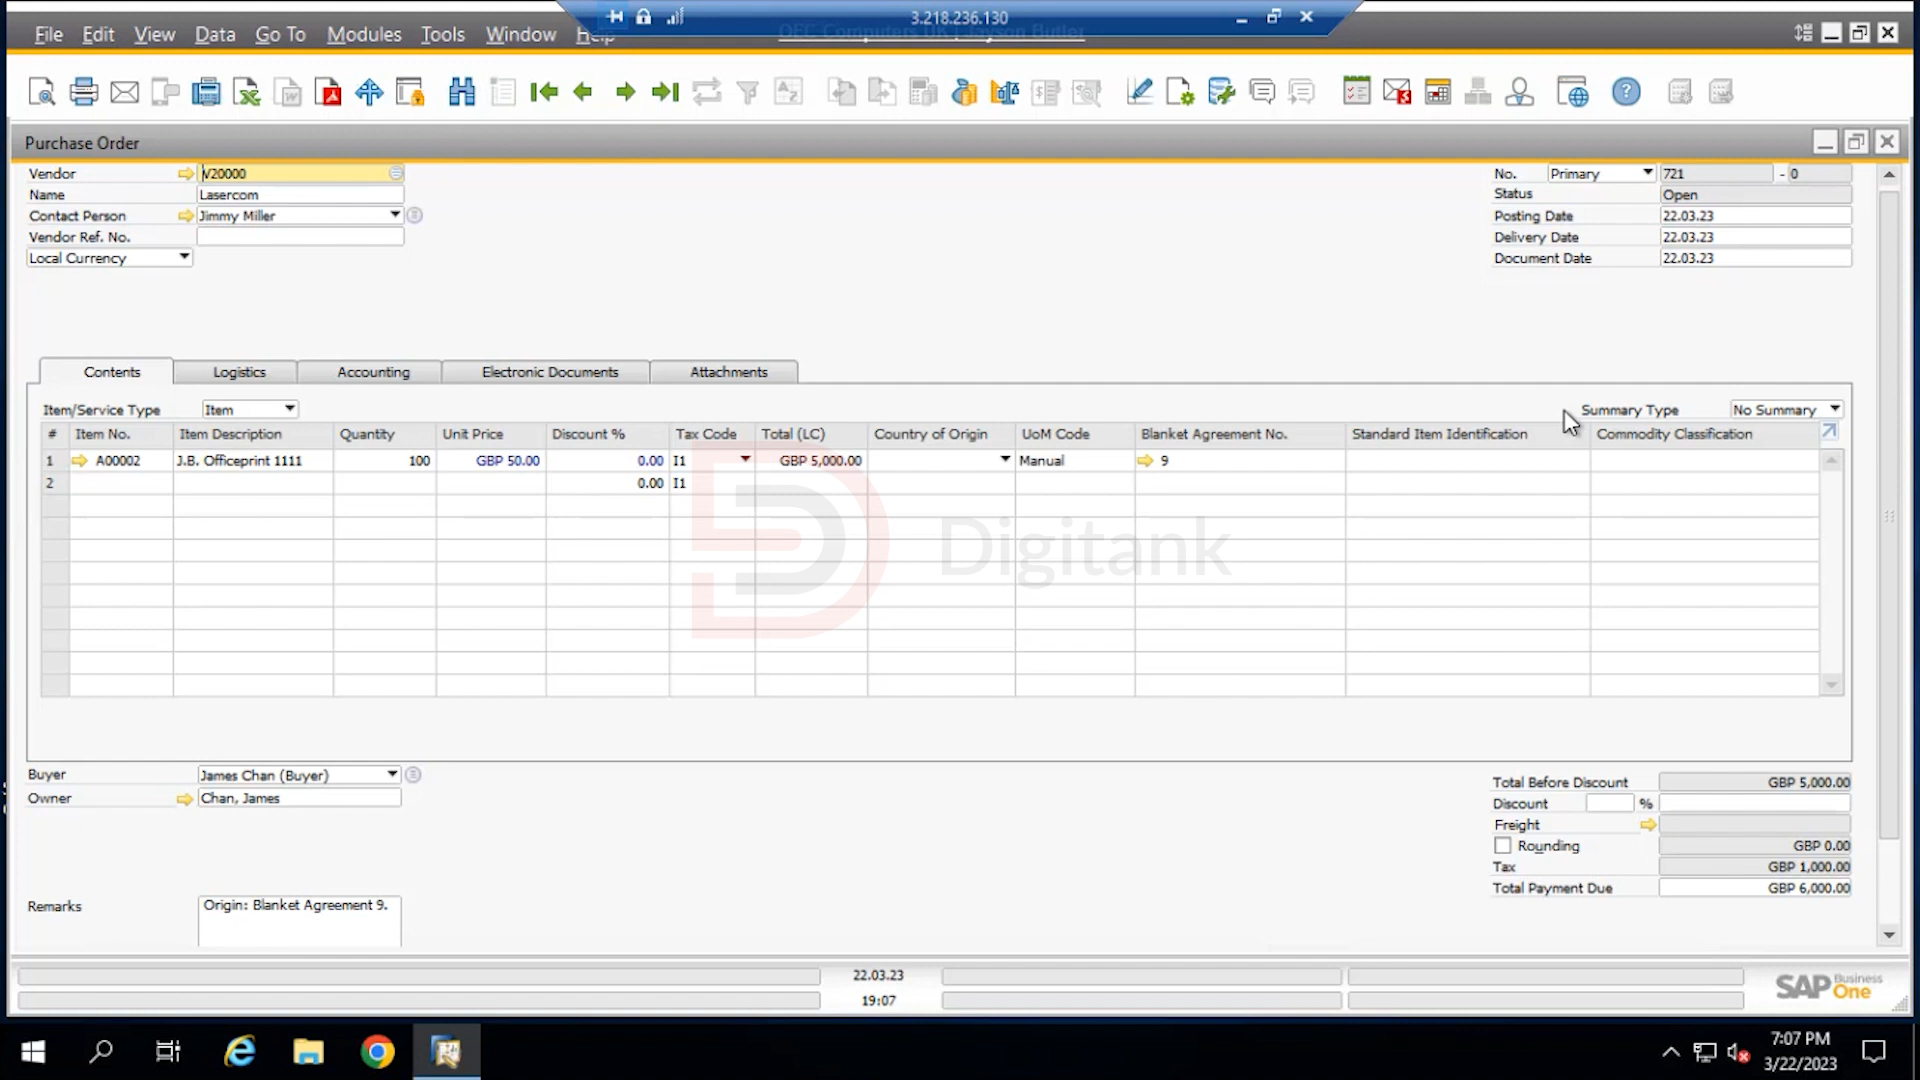 3.218.236.130
File Edit View Data Go To Modules Tools Window Help OEC Computers UK | Jayson Butler
Purchase Order
Vendor V20000
Name Lasercom
Contact Person Jimmy Miller
Vendor Ref. No.
Local Currency
No. Primary 721 - 0
Status Open
Posting Date 22.03.23
Delivery Date 22.03.23
Document Date 22.03.23
Contents Logistics Accounting Electronic Documents Attachments
Item/Service Type Item Summary Type No Summary
# Item No. Item Description Quantity Unit Price Discount % Tax Code Total (LC) Country of Origin UoM Code Blanket Agreement No. Standard Item Identification Commodity Classification
1 A00002 J.B. Officeprint 1111 100 GBP 50.00 0.00 I1 GBP 5,000.00 Manual 9
2 0.00 I1
Digitank
Buyer James Chan (Buyer)
Owner Chan, James
Remarks Origin: Blanket Agreement 9.
Total Before Discount GBP 5,000.00
Discount %
Freight
Rounding GBP 0.00
Tax GBP 1,000.00
Total Payment Due GBP 6,000.00
22.03.23
19:07
SAP Business One
7:07 PM
3/22/2023